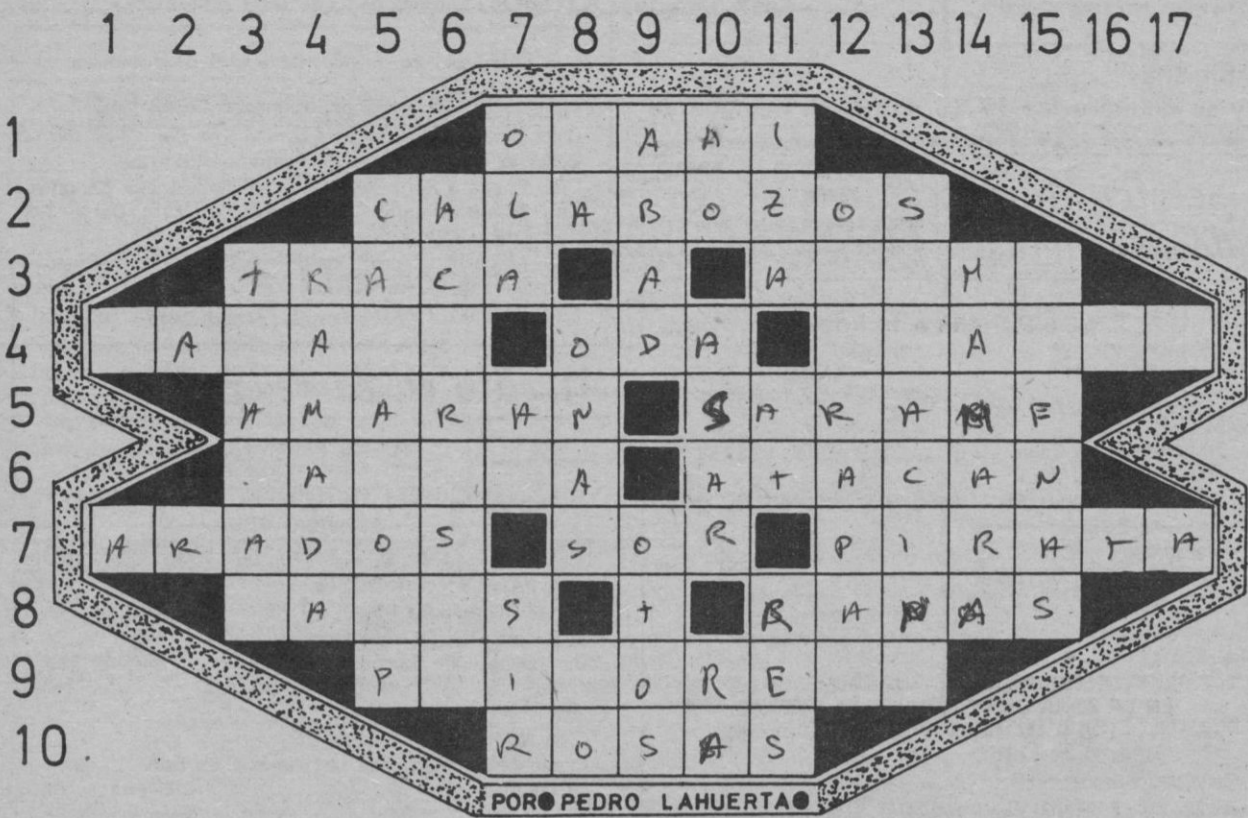 1 2 3 4 5 6 7 8 9 10 11 12 13 14 15 16 17
1 O A A I
2 C A L A B O Z O S
3 T R A C A A A M
4 A A O D A A
5 A M A R A N S A R A E
6 A A A T A C A N
7 A R A D O S S O R P I R A T A
8 A S T R A A S
9 P I O R E
10 R O S A S
POR PEDRO LAHUERTA